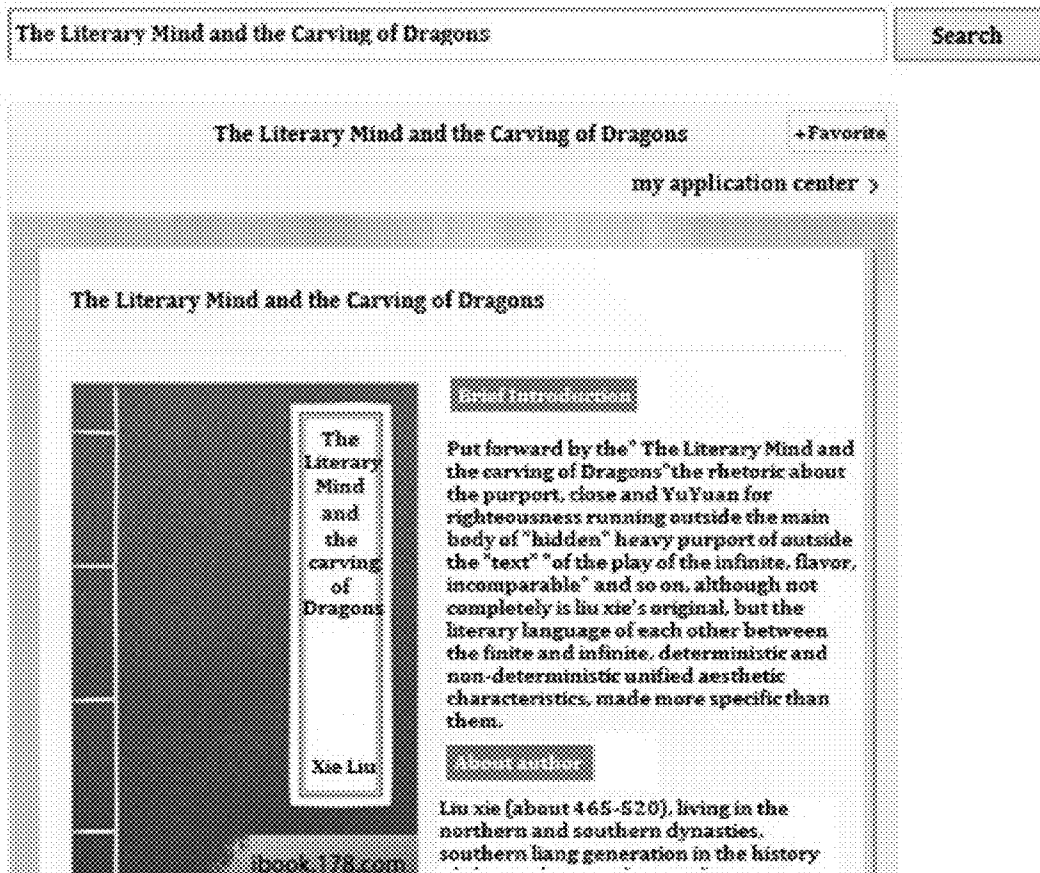 The Literary Mind and the Carving of Dragons
Search
The Literary Mind and the Carving of Dragons
+Favorite
my application center >
The Literary Mind and the Carving of Dragons
The
Literary
Mind
and
the
carving
of
Dragons
Xie Liu
ibook.178.com
Brief Introduction
Put forward by the" The Literary Mind and
the carving of Dragons"the rhetoric about
the purport, close and YuYuan for
righteousness running outside the main
body of "hidden" heavy purport of outside
the "text" "of the play of the infinite, flavor,
incomparable" and so on, although not
completely is liu xie's original, but the
literary language of each other between
the finite and infinite, deterministic and
non-deterministic unified aesthetic
characteristics, made more specific than
them.
About author
Liu xie (about 465-520), living in the
northern and southern dynasties,
southern liang generation in the history